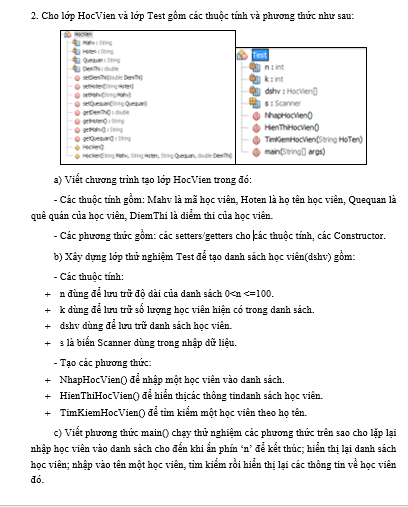 2. Cho lớp HocVien và lớp Test gồm các thuộc tính và phương thức như sau:
HocVien
Mahv : String
Hoten : String
Quequan : String
DiemThi : double
setDiemThi(double DiemThi)
setHoten(String Hoten)
setMahv(String Mahv)
setQuequan(String Quequan)
getDiemThi() : double
getHoten() : String
getMahv() : String
getQuequan() : String
HocVien()
HocVien(String Mahv, String Hoten, String Quequan, double DiemThi)
Test
n : int
k : int
dshv : HocVien[]
s : Scanner
NhapHocVien()
HienThiHocVien()
TimKiemHocVien(String HoTen)
main(String[] args)
a) Viết chương trình tạo lớp HocVien trong đó:
- Các thuộc tính gồm: Mahv là mã học viên, Hoten là họ tên học viên, Quequan là
quê quán của học viên, DiemThi là điểm thi của học viên.
- Các phương thức gồm: các setters/getters cho các thuộc tính, các Constructor.
b) Xây dựng lớp thử nghiệm Test để tạo danh sách học viên(dshv) gồm:
- Các thuộc tính:
+ n dùng để lưu trữ độ dài của danh sách 0<n <=100.
+ k dùng để lưu trữ số lượng học viên hiện có trong danh sách.
+ dshv dùng để lưu trữ danh sách học viên.
+ s là biến Scanner dùng trong nhập dữ liệu.
- Tạo các phương thức:
+ NhapHocVien() để nhập một học viên vào danh sách.
+ HienThiHocVien() để hiển thịcác thông tindanh sách học viên.
+ TimKiemHocVien() để tìm kiếm một học viên theo họ tên.
c) Viết phương thức main() chạy thử nghiệm các phương thức trên sao cho lặp lại
nhập học viên vào danh sách cho đến khi ấn phín ‘n’ để kết thúc; hiển thị lại danh sách
học viên; nhập vào tên một học viên, tìm kiếm rồi hiển thị lại các thông tin về học viên
đó.